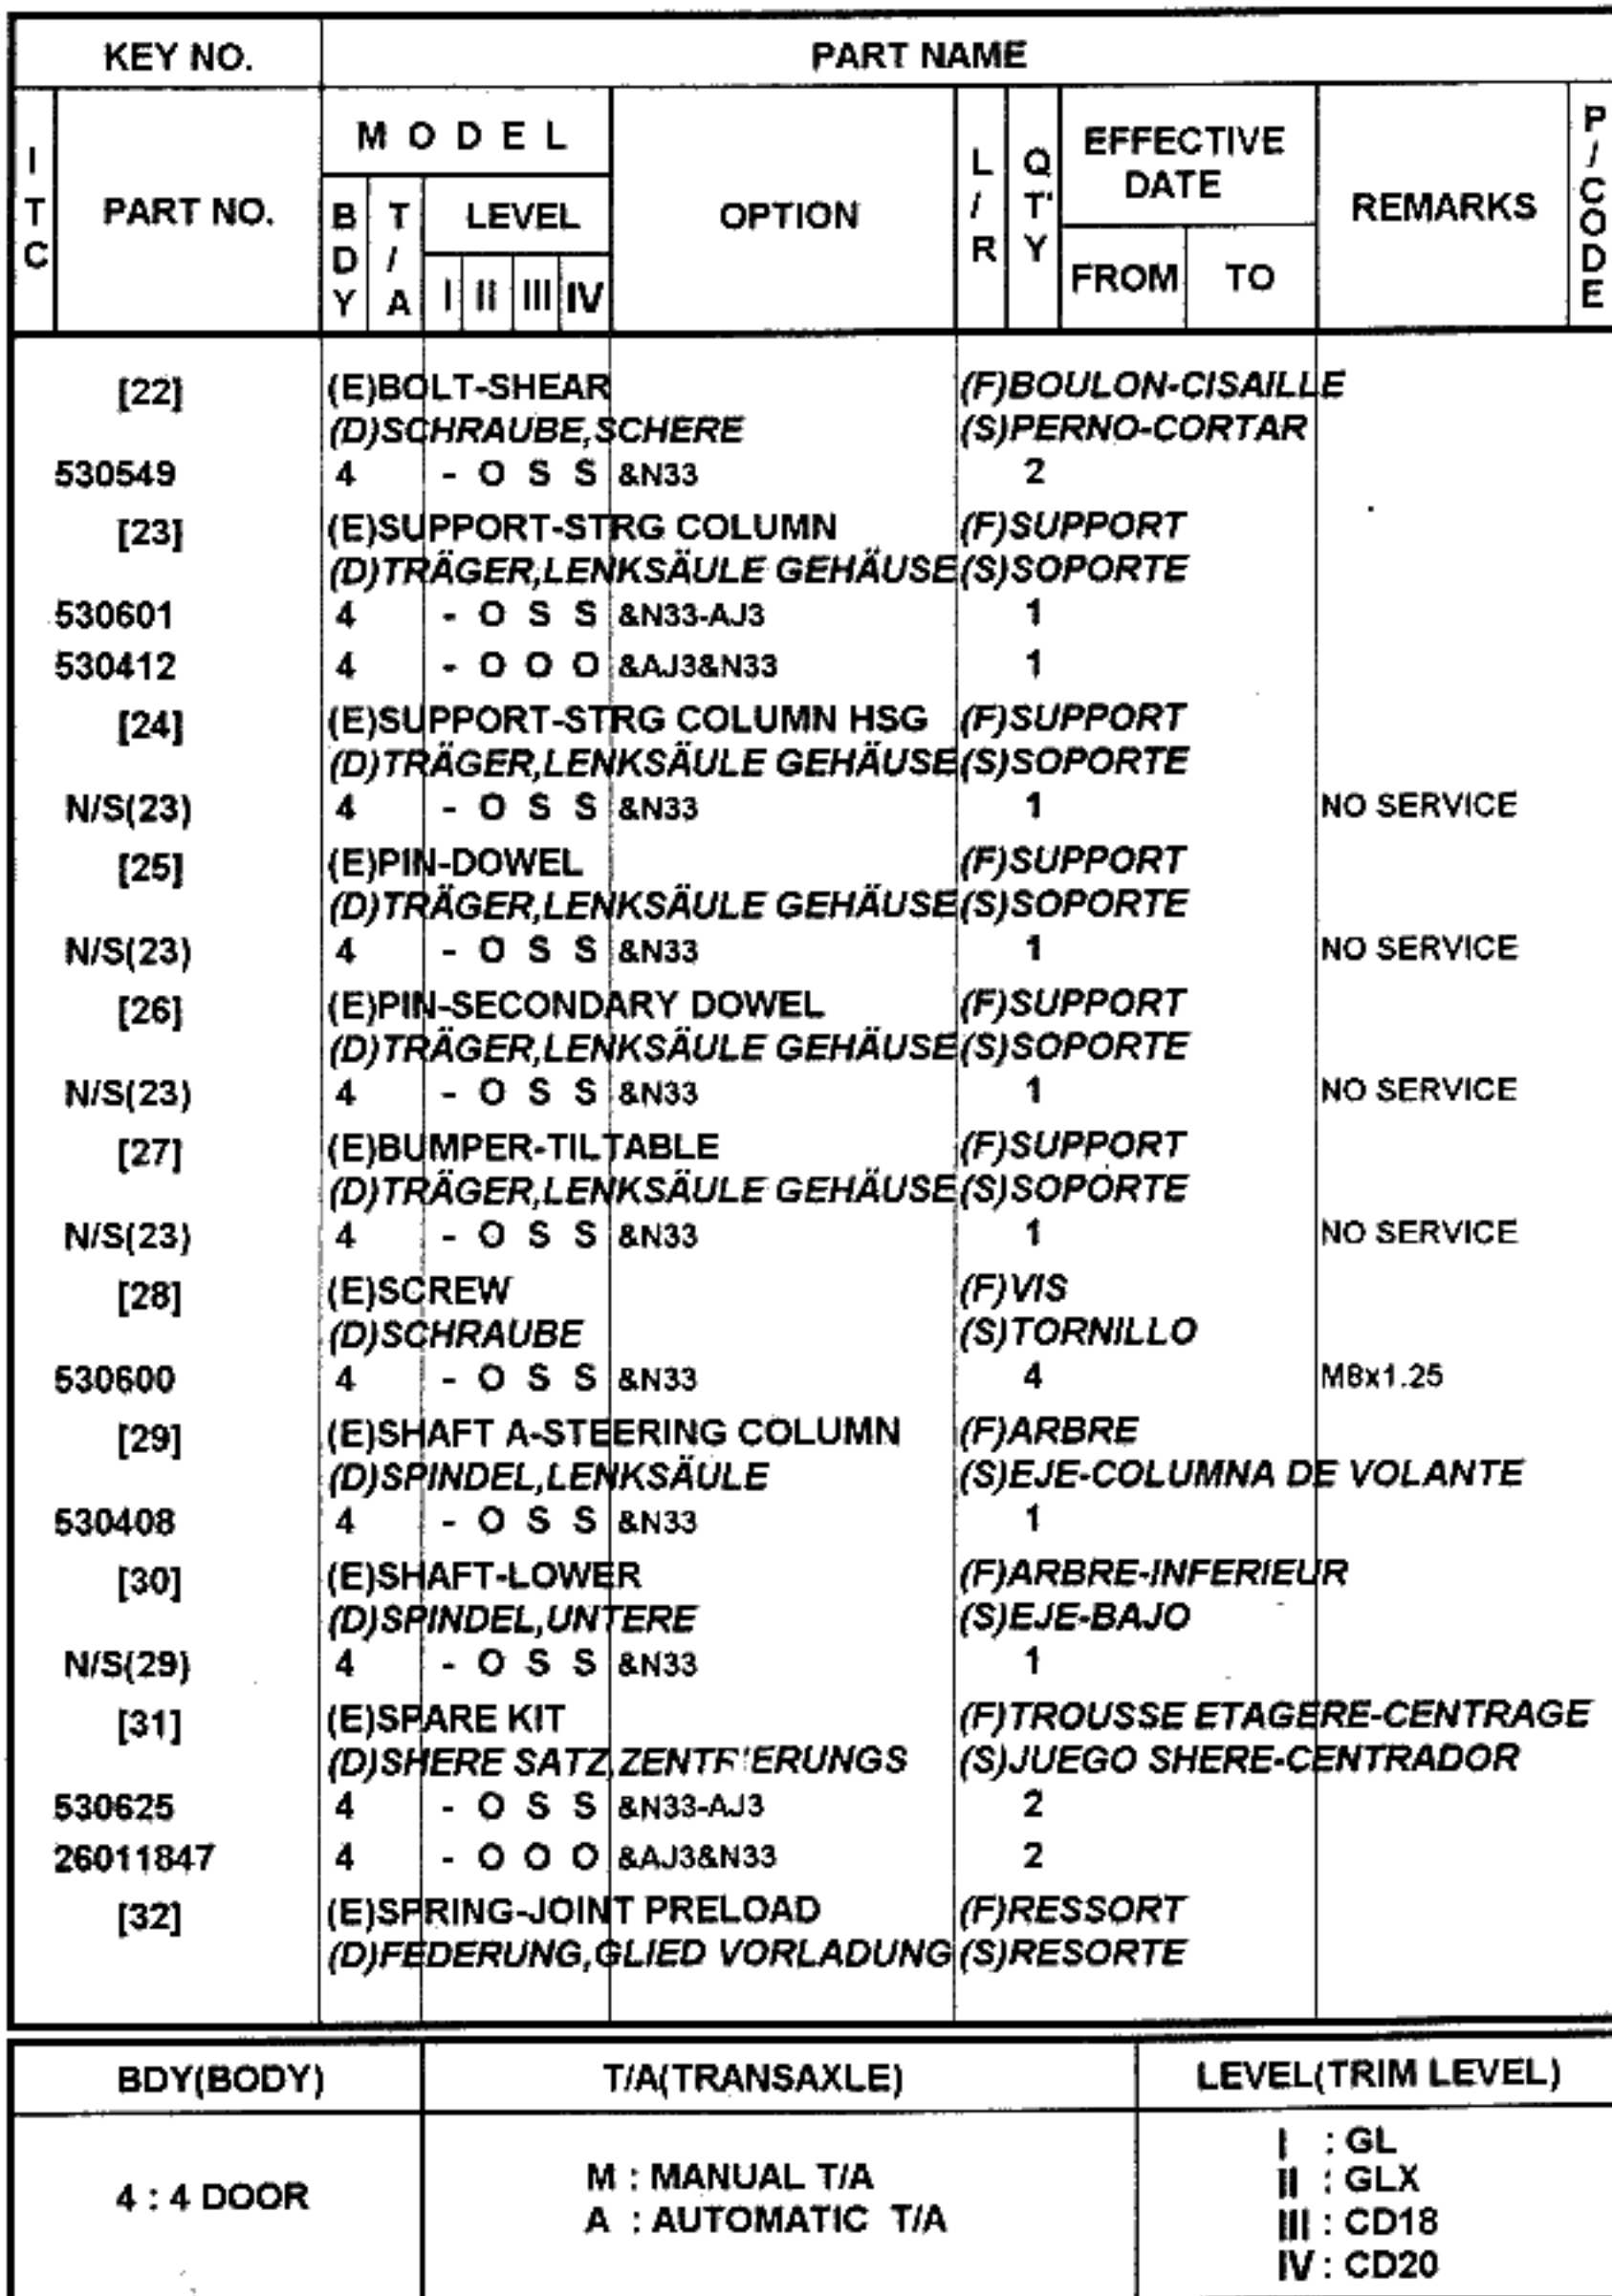 KEY NO. PART NAME
ITC PART NO. MODEL OPTION L/R Q'TY EFFECTIVE DATE REMARKS P/CODE
BDY T/A LEVEL FROM TO
I II III IV
[22] (E)BOLT-SHEAR (F)BOULON-CISAILLE
(D)SCHRAUBE,SCHERE (S)PERNO-CORTAR
530549 4 - O S S &N33 2
[23] (E)SUPPORT-STRG COLUMN (F)SUPPORT
(D)TRÄGER,LENKSÄULE GEHÄUSE (S)SOPORTE
530601 4 - O S S &N33-AJ3 1
530412 4 - O O O &AJ3&N33 1
[24] (E)SUPPORT-STRG COLUMN HSG (F)SUPPORT
(D)TRÄGER,LENKSÄULE GEHÄUSE (S)SOPORTE
N/S(23) 4 - O S S &N33 1 NO SERVICE
[25] (E)PIN-DOWEL (F)SUPPORT
(D)TRÄGER,LENKSÄULE GEHÄUSE (S)SOPORTE
N/S(23) 4 - O S S &N33 1 NO SERVICE
[26] (E)PIN-SECONDARY DOWEL (F)SUPPORT
(D)TRÄGER,LENKSÄULE GEHÄUSE (S)SOPORTE
N/S(23) 4 - O S S &N33 1 NO SERVICE
[27] (E)BUMPER-TILTABLE (F)SUPPORT
(D)TRÄGER,LENKSÄULE GEHÄUSE (S)SOPORTE
N/S(23) 4 - O S S &N33 1 NO SERVICE
[28] (E)SCREW (F)VIS
(D)SCHRAUBE (S)TORNILLO
530600 4 - O S S &N33 4 M8x1.25
[29] (E)SHAFT A-STEERING COLUMN (F)ARBRE
(D)SPINDEL,LENKSÄULE (S)EJE-COLUMNA DE VOLANTE
530408 4 - O S S &N33 1
[30] (E)SHAFT-LOWER (F)ARBRE-INFERIEUR
(D)SPINDEL,UNTERE (S)EJE-BAJO
N/S(29) 4 - O S S &N33 1
[31] (E)SPARE KIT (F)TROUSSE ETAGERE-CENTRAGE
(D)SHERE SATZ,ZENTRIERUNGS (S)JUEGO SHERE-CENTRADOR
530625 4 - O S S &N33-AJ3 2
26011847 4 - O O O &AJ3&N33 2
[32] (E)SPRING-JOINT PRELOAD (F)RESSORT
(D)FEDERUNG,GLIED VORLADUNG (S)RESORTE
BDY(BODY) T/A(TRANSAXLE) LEVEL(TRIM LEVEL)
4 : 4 DOOR
M : MANUAL T/A
A : AUTOMATIC T/A
I : GL
II : GLX
III : CD18
IV : CD20